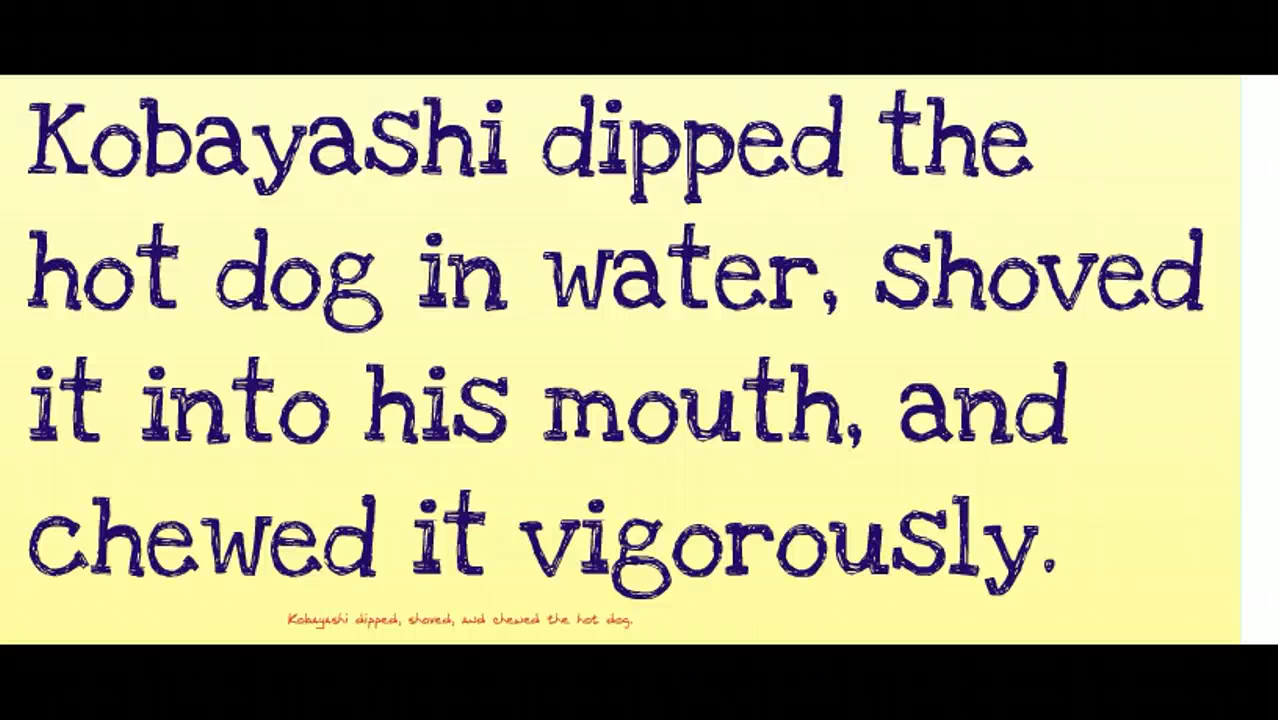 Kobayashi dipped the
hot dog in water, shoved
it into his mouth, and
chewed it vigorously.
Kobayashi dipped, shoved, and chewed the hot dog.